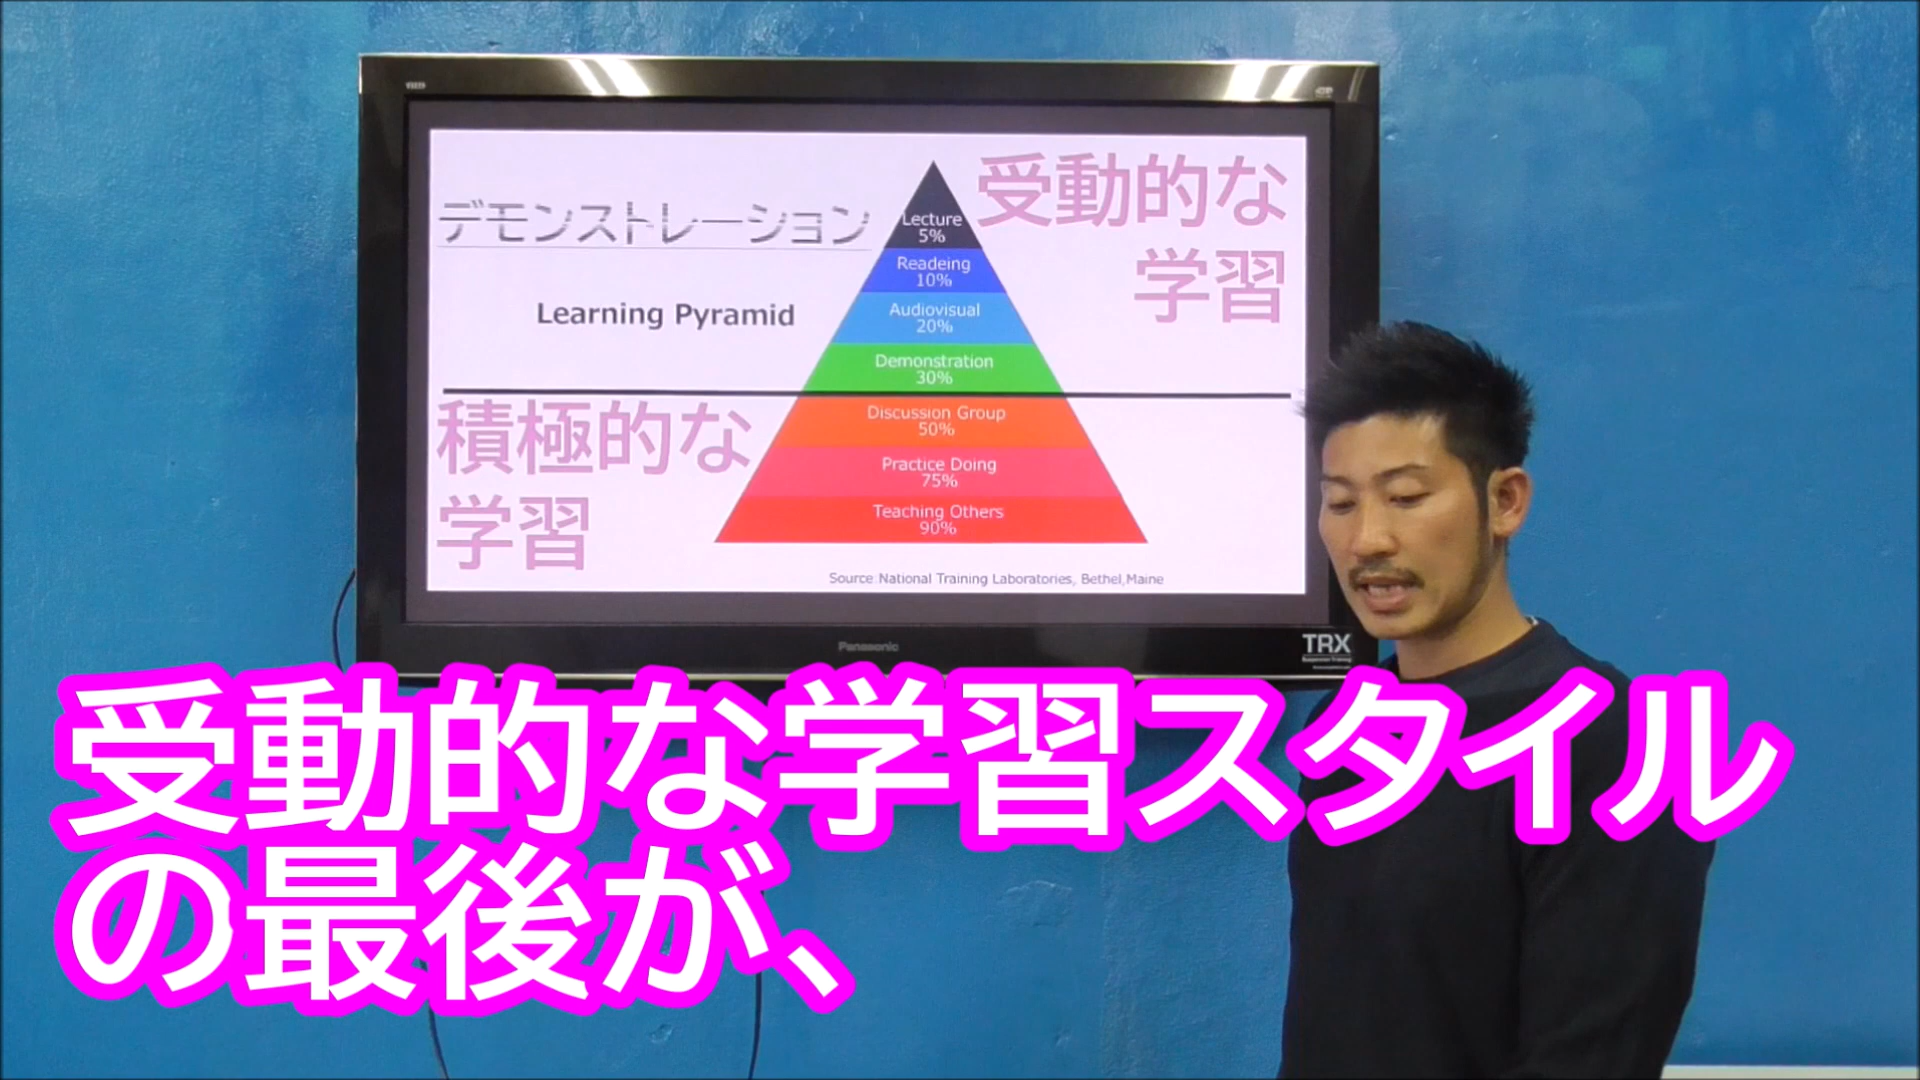 デモンストレーション
Learning Pyramid
受動的な
学習
Lecture
5%
Readeing
10%
Audiovisual
20%
Demonstration
30%
積極的な
学習
Discussion Group
50%
Practice Doing
75%
Teaching Others
90%
Source:National Training Laboratories, Bethel,Maine
Panasonic
TRX
受動的な学習スタイル
の最後が、